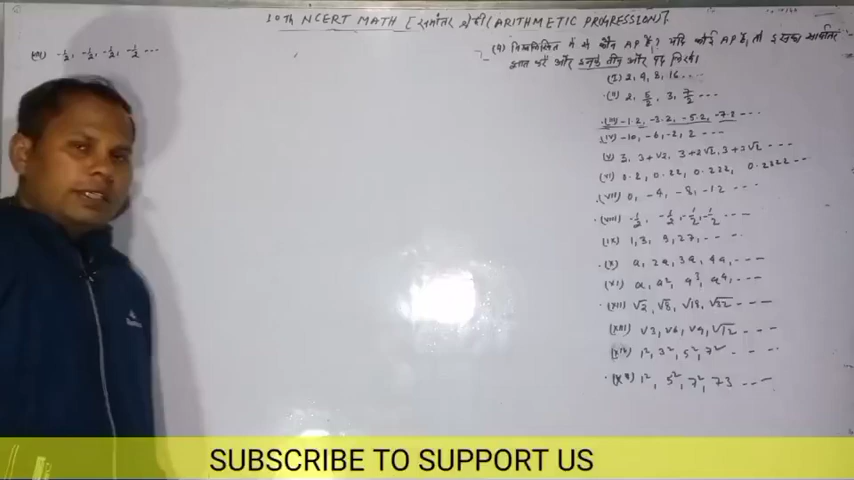 10th NCERT MATH [समांतर श्रेढ़ी (ARITHMETIC PROGRESSION)]
(viii) -1/2, -1/2, -1/2, -1/2 ---
(4) निम्नलिखित में से कौन AP हैं? यदि कोई AP है, तो इसका सार्वांतर
ज्ञात करें और इनके तीन और पद लिखें।
(I) 2, 4, 8, 16 ....
(II) 2, 5/2, 3, 7/2 ---
(III) -1.2, -3.2, -5.2, -7.2 ---
(IV) -10, -6, -2, 2 ---
(V) 3, 3+√2, 3+2√2, 3+3√2 ---
(VI) 0.2, 0.22, 0.222, 0.2222 ---
(VII) 0, -4, -8, -12 ---
(VIII) -1/2, -1/2, -1/2, -1/2 ---
(IX) 1, 3, 9, 27, ---
(X) a, 2a, 3a, 4a, ---
(XI) a, a², a³, a⁴, ---
(XII) √2, √8, √18, √32 ---
(XIII) √3, √6, √9, √12 ---
(XIV) 1², 3², 5², 7² ---
(XV) 1², 5², 7², 73 ---
SUBSCRIBE TO SUPPORT US